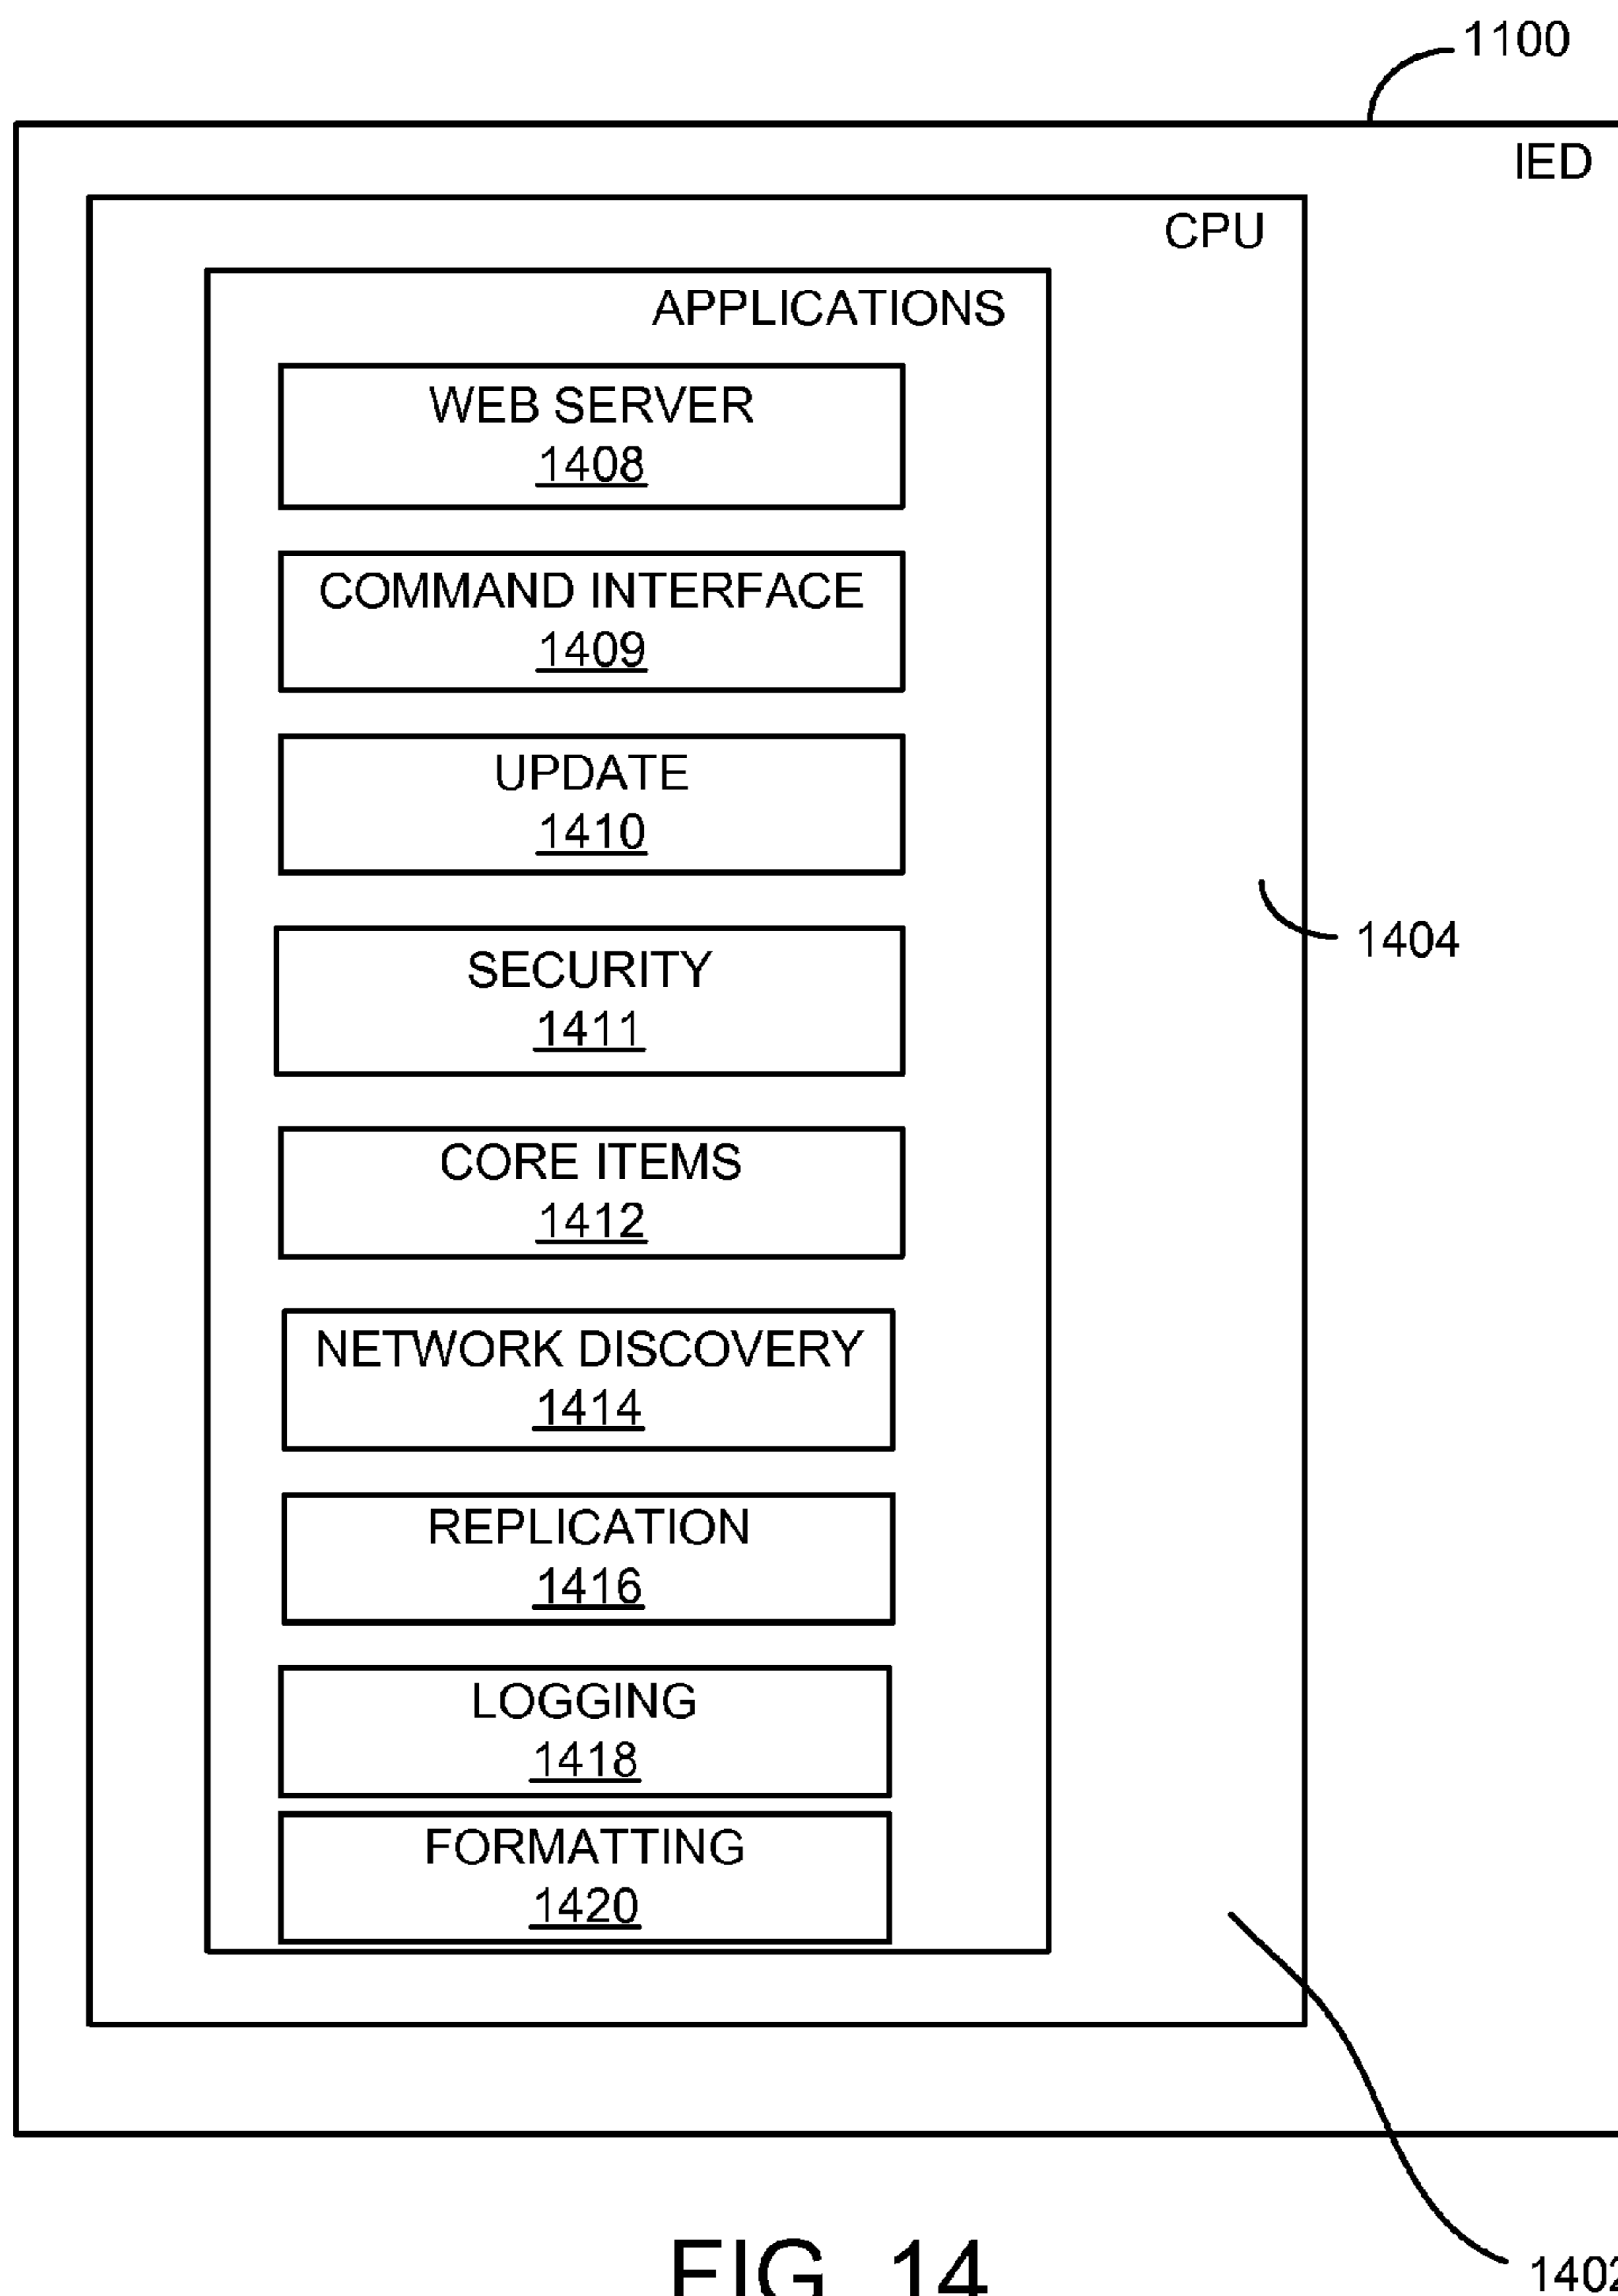 1100
IED
CPU
APPLICATIONS
WEB SERVER
1408
COMMAND INTERFACE
1409
UPDATE
1410
1404
SECURITY
1411
CORE ITEMS
1412
NETWORK DISCOVERY
1414
REPLICATION
1416
LOGGING
1418
FORMATTING
1420
FIG. 14
1402